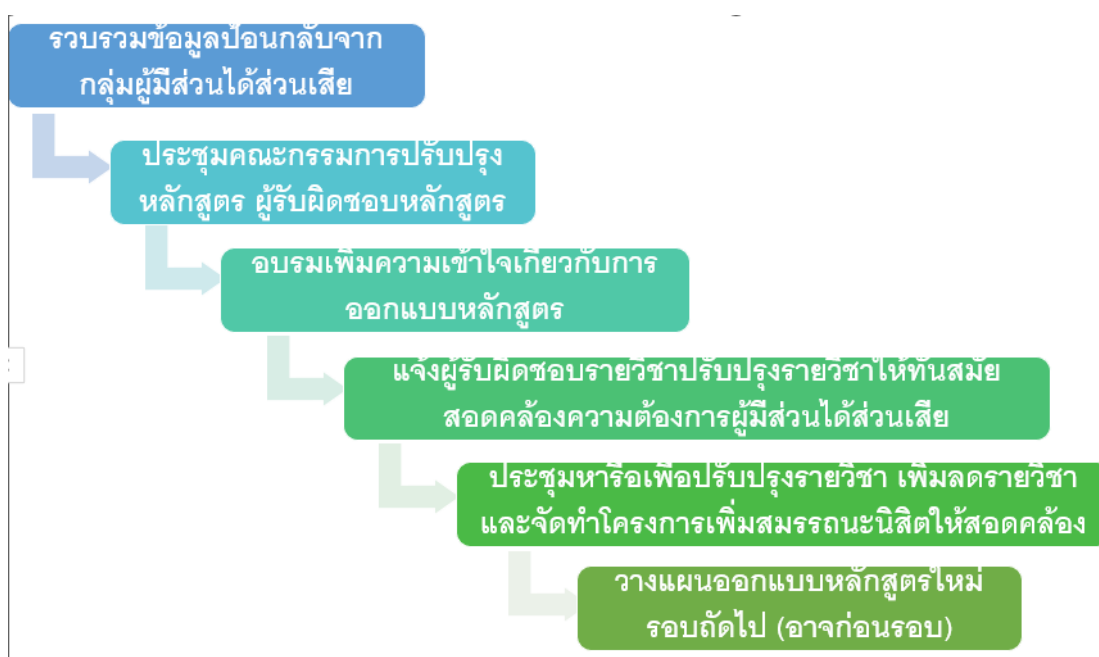 รวบรวมข้อมูลป้อนกลับจาก
กลุ่มผู้มีส่วนได้ส่วนเสีย
ประชุมคณะกรรมการปรับปรุง
หลักสูตร ผู้รับผิดชอบหลักสูตร
อบรมเพิ่มความเข้าใจเกี่ยวกับการ
ออกแบบหลักสูตร
แจ้งผู้รับผิดชอบรายวิชาปรับปรุงรายวิชาให้ทันสมัย
สอดคล้องความต้องการผู้มีส่วนได้ส่วนเสีย
ประชุมหารือเพื่อปรับปรุงรายวิชา เพิ่มลดรายวิชา
และจัดทำโครงการเพิ่มสมรรถนะนิสิตให้สอดคล้อง
วางแผนออกแบบหลักสูตรใหม่
รอบถัดไป (อาจก่อนรอบ)